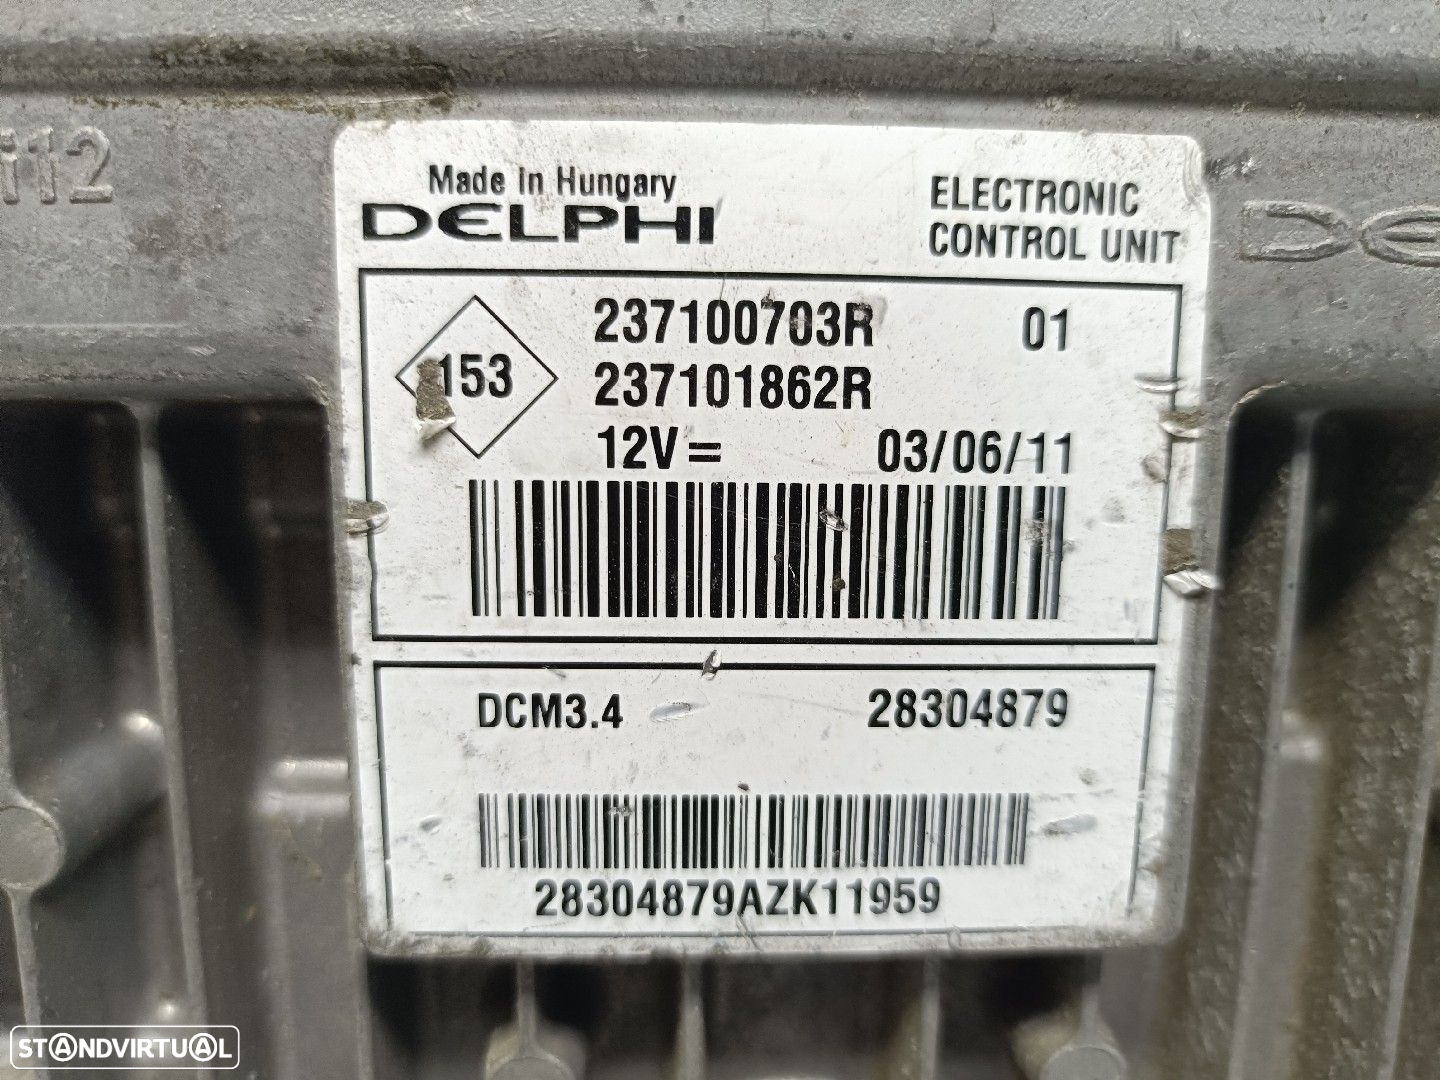 112
Made in Hungary
DELPHI
ELECTRONIC
CONTROL UNIT
153
237100703R 01
237101862R
12V= 03/06/11
DCM3.4 28304879
28304879AZK11959
STANDVIRTUAL